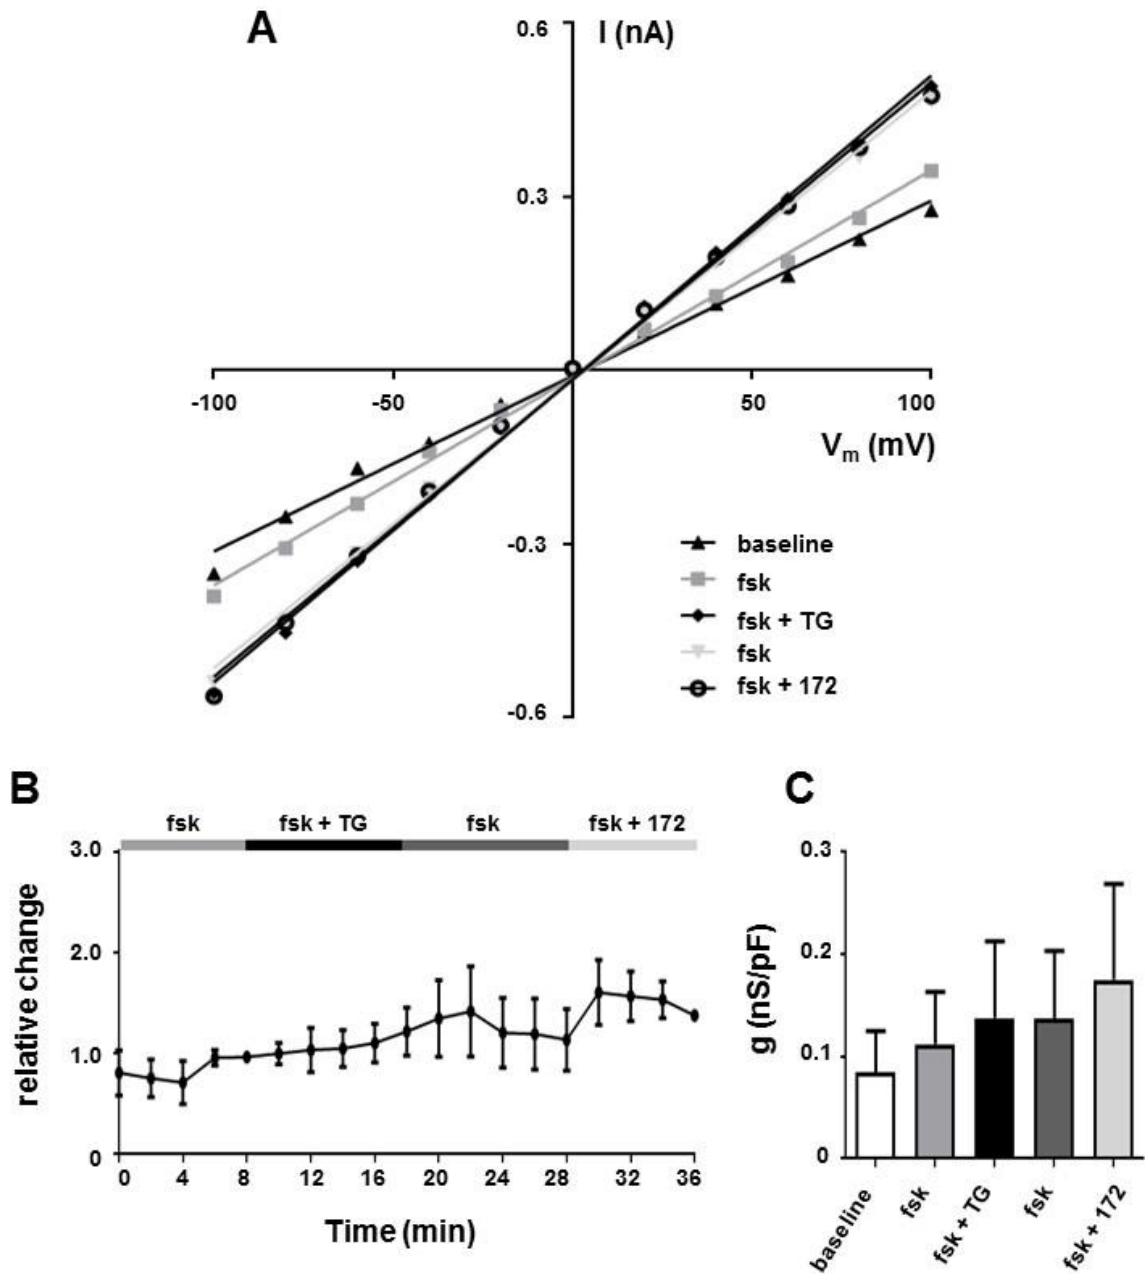 A
I (nA)
0.6
0.3
-100
-50
50
100
Vm (mV)
-0.3
-0.6
baseline
fsk
fsk + TG
fsk
fsk + 172
B
fsk
fsk + TG
fsk
fsk + 172
3.0
2.0
1.0
0
relative change
0 4 8 12 16 20 24 28 32 36
Time (min)
C
0.3
0.2
0.1
0
g (nS/pF)
baseline
fsk
fsk + TG
fsk
fsk + 172